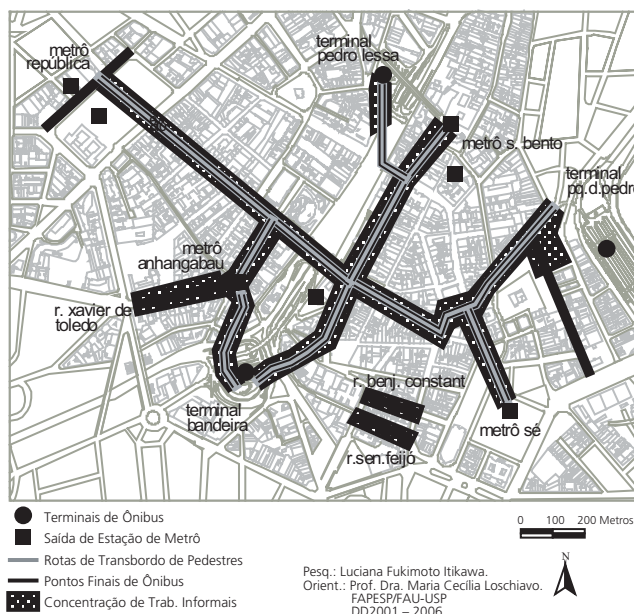 metrô
república
terminal
pedro lessa
metrô s. bento
terminal
pq.d.pedro
metrô
anhangabau
r. xavier de
toledo
terminal
bandeira
r. benj. constant
r.sen.feijó
metrô sé
Terminais de Ônibus
Saída de Estação de Metrô
Rotas de Transbordo de Pedestres
Pontos Finais de Ônibus
Concentração de Trab. Informais
0 100 200 Metros
N
Pesq.: Luciana Fukimoto Itikawa.
Orient.: Prof. Dra. Maria Cecília Loschiavo.
FAPESP/FAU-USP
DD2001 – 2006